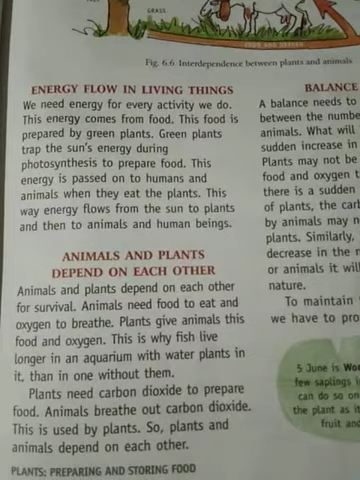 GRASS
FOOD AND OXYGEN
Fig. 6.6 Interdependence between plants and animals
ENERGY FLOW IN LIVING THINGS
We need energy for every activity we do.
This energy comes from food. This food is
prepared by green plants. Green plants
trap the sun's energy during
photosynthesis to prepare food. This
energy is passed on to humans and
animals when they eat the plants. This
way energy flows from the sun to plants
and then to animals and human beings.
ANIMALS AND PLANTS
DEPEND ON EACH OTHER
Animals and plants depend on each other
for survival. Animals need food to eat and
oxygen to breathe. Plants give animals this
food and oxygen. This is why fish live
longer in an aquarium with water plants in
it, than in one without them.
Plants need carbon dioxide to prepare
food. Animals breathe out carbon dioxide.
This is used by plants. So, plants and
animals depend on each other.
PLANTS: PREPARING AND STORING FOOD
BALANCE
A balance needs to
between the numbe
animals. What will
sudden increase in
Plants may not be
food and oxygen t
there is a sudden
of plants, the carb
by animals may n
plants. Similarly,
decrease in the n
or animals it will
nature.
To maintain
we have to pro
5 June is Wo
few saplings i
can do so on
the plant as it
fruit and